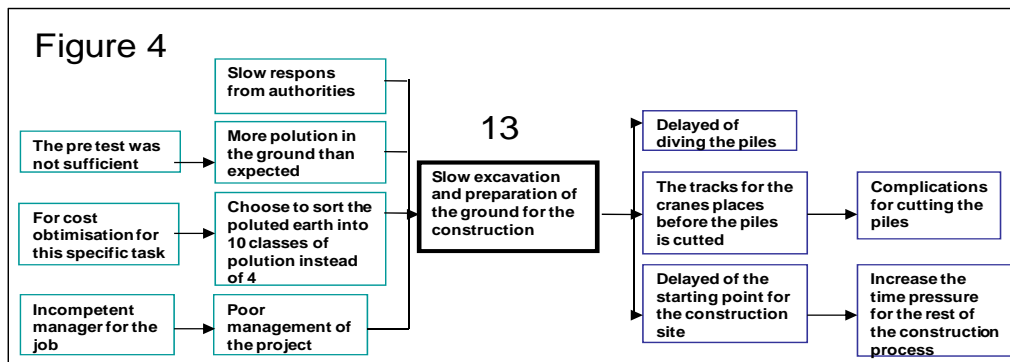 Figure 4
Slow respons
from authorities
The pre test was
not sufficient
More polution in
the ground than
expected
For cost
obtimisation for
this specific task
Choose to sort the
poluted earth into
10 classes of
polution instead
of 4
Incompetent
manager for the
job
Poor
management of
the project
13
Slow excavation
and preparation of
the ground for the
construction
Delayed of
diving the piles
The tracks for the
cranes places
before the piles
is cutted
Complications
for cutting the
piles
Delayed of the
starting point for
the construction
site
Increase the
time pressure
for the rest of
the construction
process